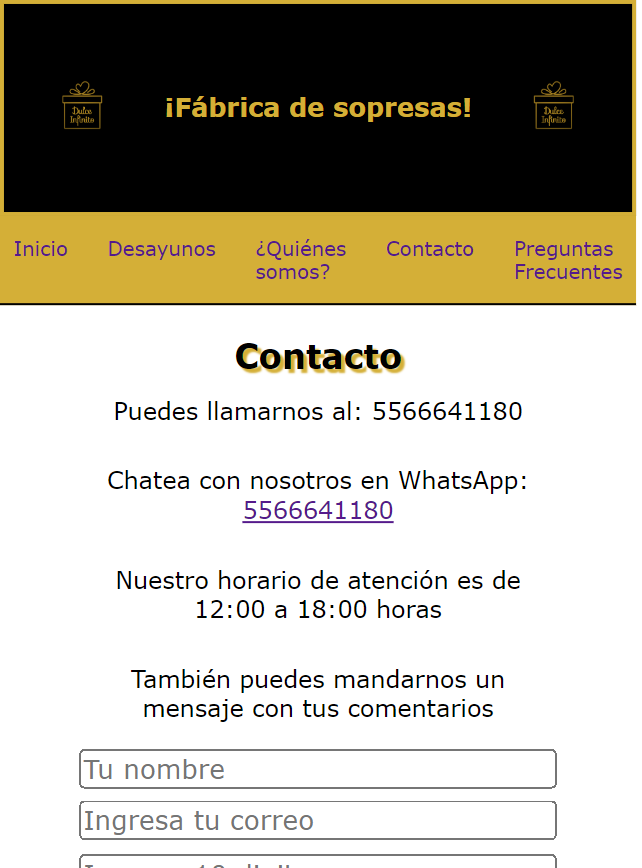 Dulce
Infinito
¡Fábrica de sopresas!
Dulce
Infinito
Inicio
Desayunos
¿Quiénes
somos?
Contacto
Preguntas
Frecuentes
Contacto
Puedes llamarnos al: 5566641180
Chatea con nosotros en WhatsApp:
5566641180
Nuestro horario de atención es de
12:00 a 18:00 horas
También puedes mandarnos un
mensaje con tus comentarios
Tu nombre
Ingresa tu correo